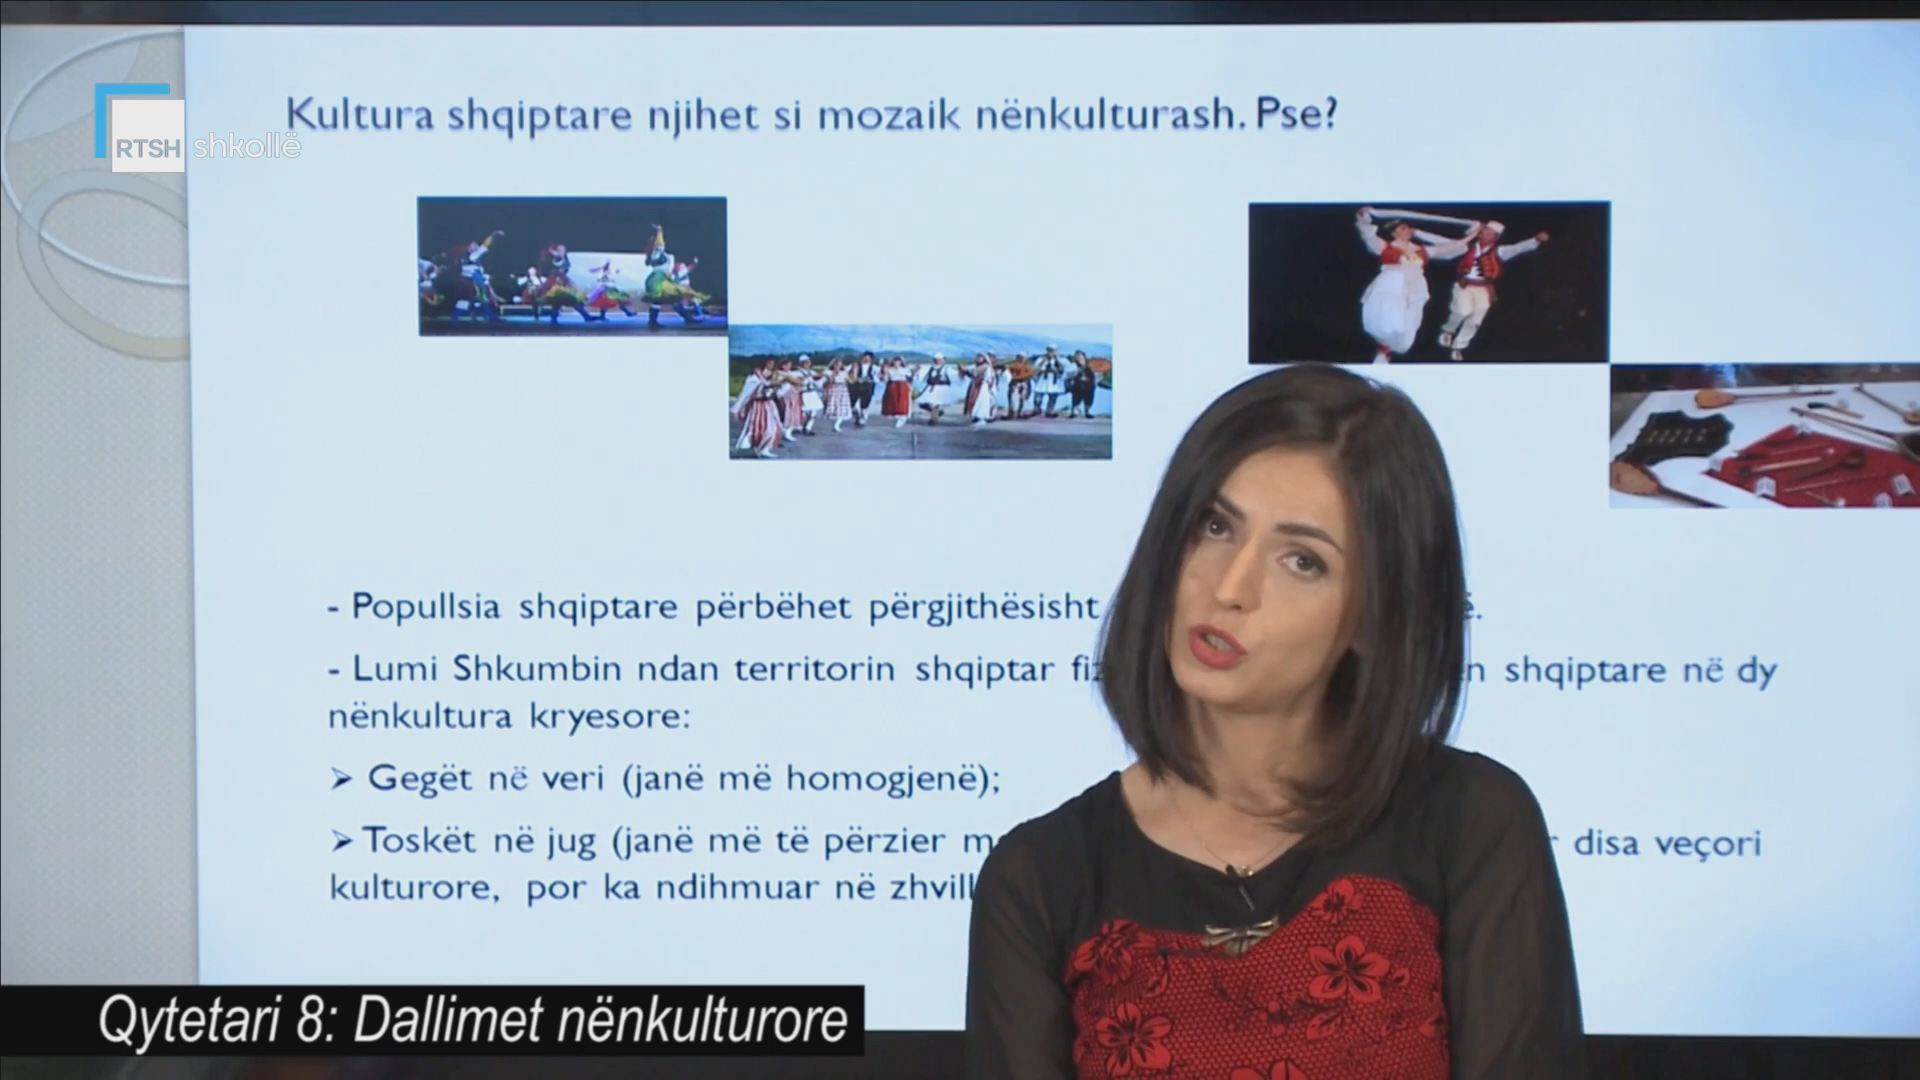 Kultura shqiptare njihet si mozaik nënkulturash. Pse?
RTSH shkollë
- Popullsia shqiptare përbëhet përgjithësisht
- Lumi Shkumbin ndan territorin shqiptar shqiptare në dy
nënkultura kryesore:
➢ Gegët në veri (janë më homogjenë);
➢ Toskët në jug (janë më të përzier disa veçori
kulturore, por ka ndihmuar në
Qytetari 8: Dallimet nënkulturore